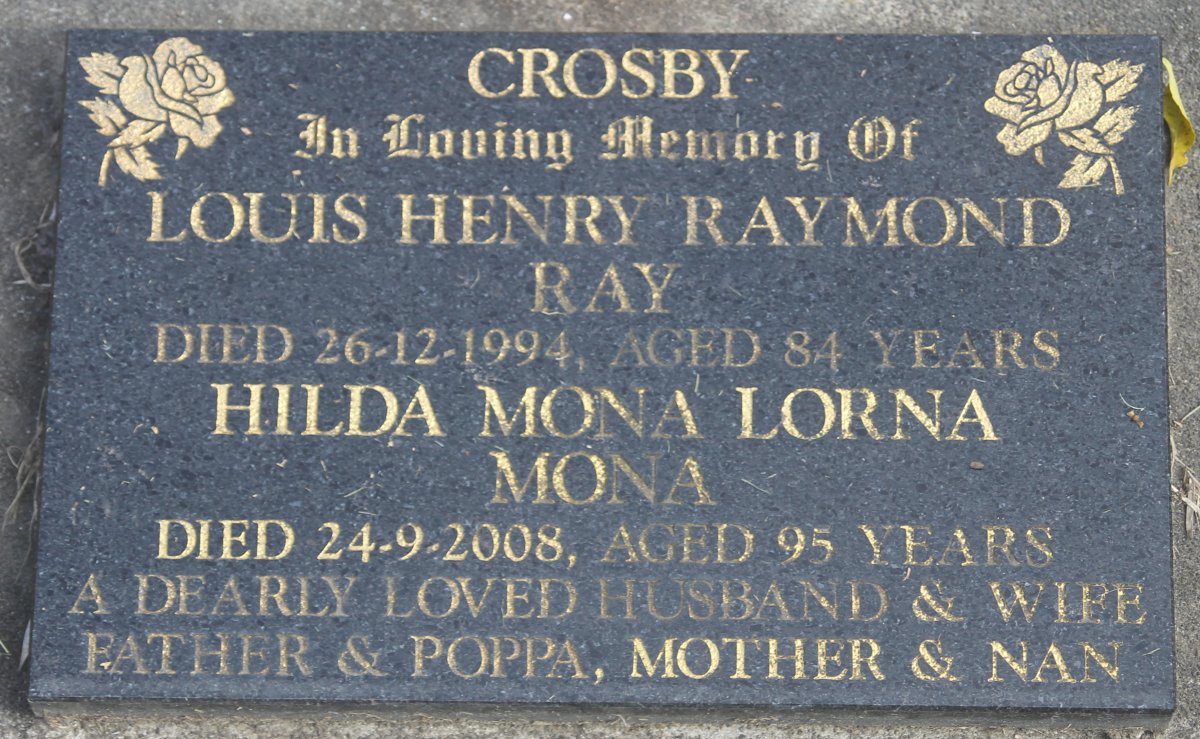 CROSBY
In Loving Memory Of
LOUIS HENRY RAYMOND
RAY
DIED 26-12-1994, AGED 84 YEARS
HILDA MONA LORNA
MONA
DIED 24-9-2008, AGED 95 YEARS
A DEARLY LOVED HUSBAND & WIFE
FATHER & POPPA, MOTHER & NAN